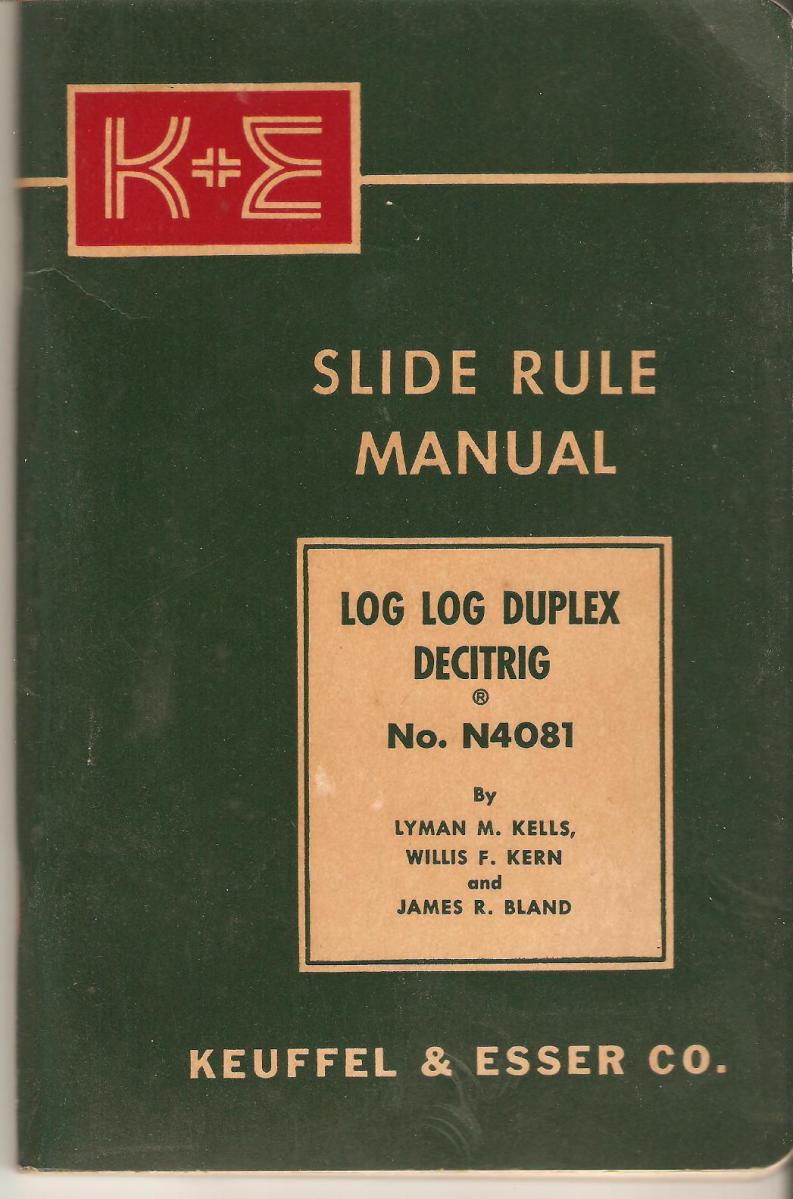 K+E
SLIDE RULE
MANUAL
LOG LOG DUPLEX
DECITRIG
®
No. N4081
By
LYMAN M. KELLS,
WILLIS F. KERN
and
JAMES R. BLAND
KEUFFEL & ESSER CO.